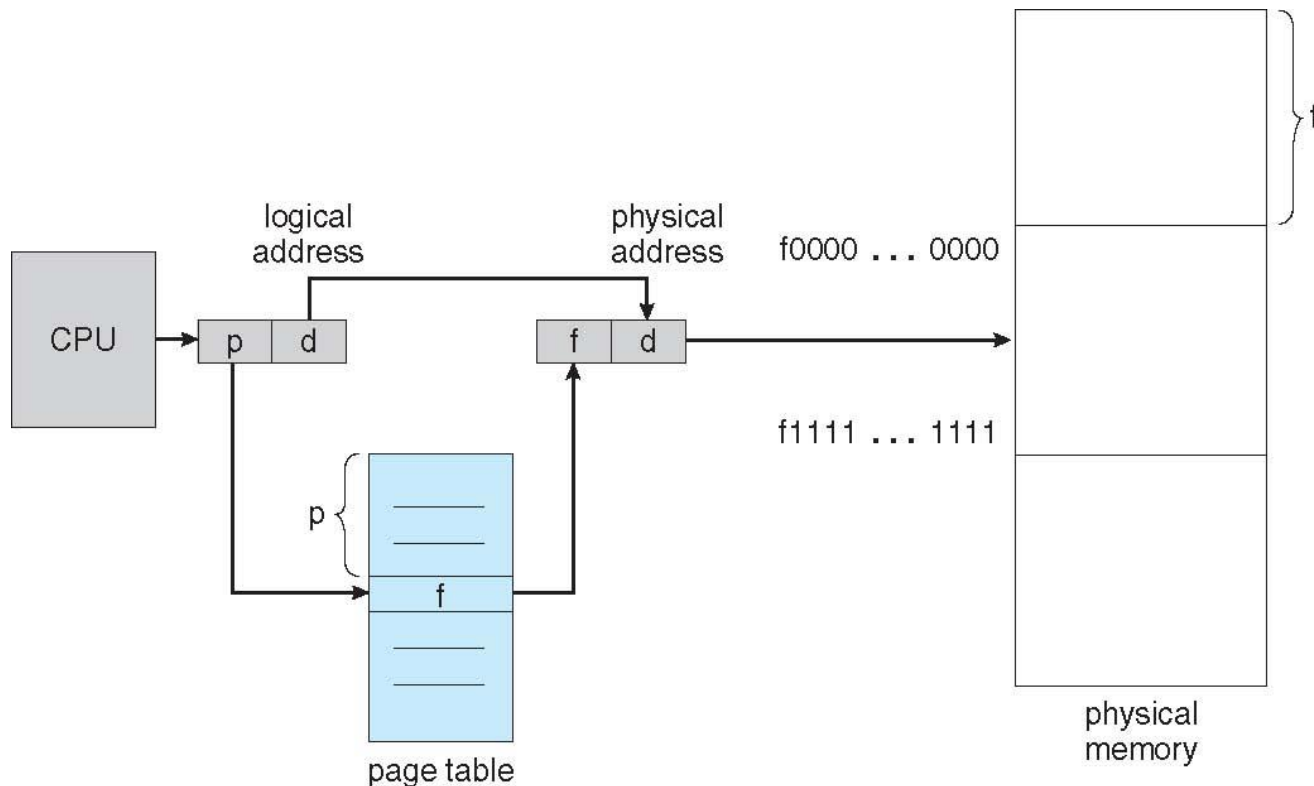 f
logical
address
physical
address
f0000 ... 0000
CPU
p
d
f
d
f1111 ... 1111
p
f
page table
physical
memory